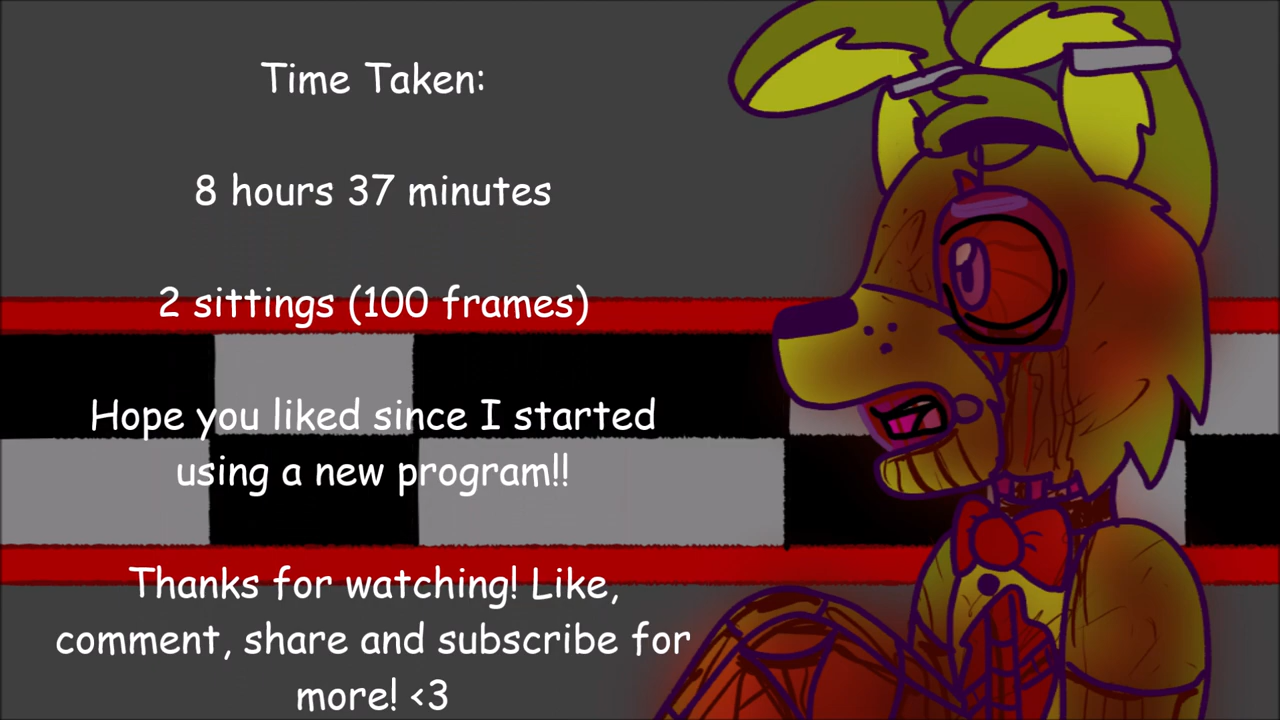 Time Taken:
8 hours 37 minutes
2 sittings (100 frames)
Hope you liked since I started
using a new program!!
Thanks for watching! Like,
comment, share and subscribe for
more! <3